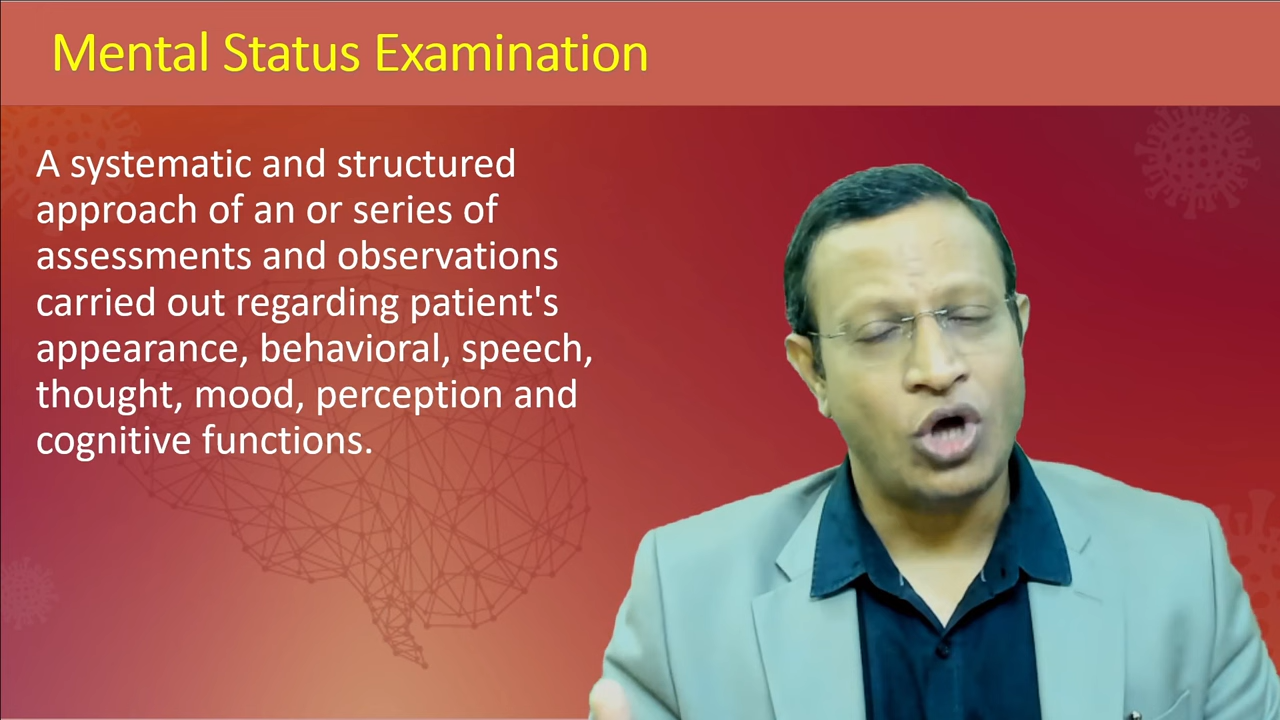 Mental Status Examination
A systematic and structured
approach of an or series of
assessments and observations
carried out regarding patient's
appearance, behavioral, speech,
thought, mood, perception and
cognitive functions.